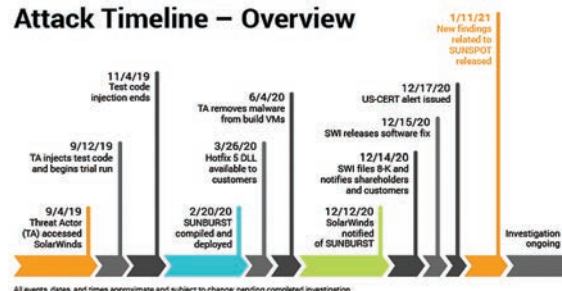 Attack Timeline – Overview
9/4/19
Threat Actor
(TA) accessed
SolarWinds
9/12/19
TA injects test code
and begins trial run
11/4/19
Test code
injection ends
2/20/20
SUNBURST
compiled and
deployed
3/26/20
Hotfix 5 DLL
available to
customers
6/4/20
TA removes malware
from build VMs
12/12/20
SolarWinds
notified
of SUNBURST
12/14/20
SWI files 8-K and
notifies shareholders
and customers
12/15/20
SWI releases software fix
12/17/20
US-CERT alert issued
1/11/21
New findings
related to
SUNSPOT
released
Investigation
ongoing
All events, dates, and times approximate and subject to change; pending completed investigation.